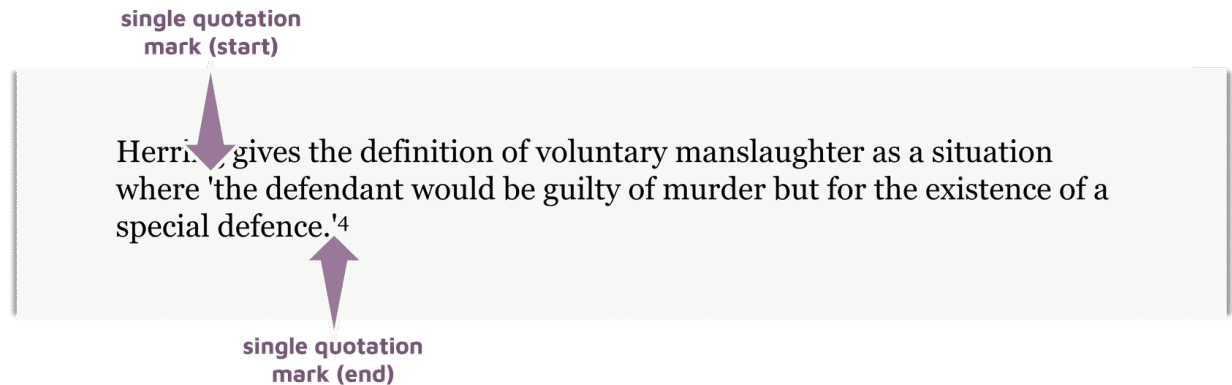 single quotation
mark (start)
Herring gives the definition of voluntary manslaughter as a situation
where 'the defendant would be guilty of murder but for the existence of a
special defence.'⁴
single quotation
mark (end)